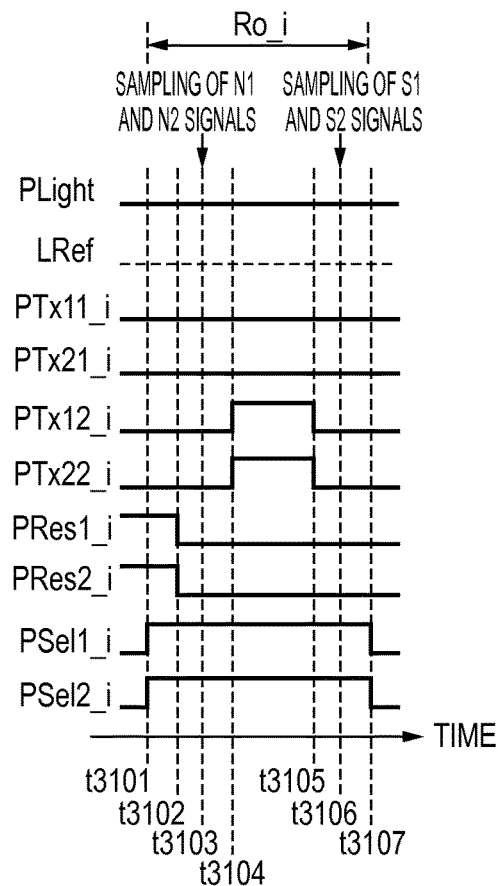 Ro_i
SAMPLING OF N1 AND N2 SIGNALS
SAMPLING OF S1 AND S2 SIGNALS
PLight
LRef
PTx11_i
PTx21_i
PTx12_i
PTx22_i
PRes1_i
PRes2_i
PSel1_i
PSel2_i
TIME
t3101
t3102
t3103
t3104
t3105
t3106
t3107